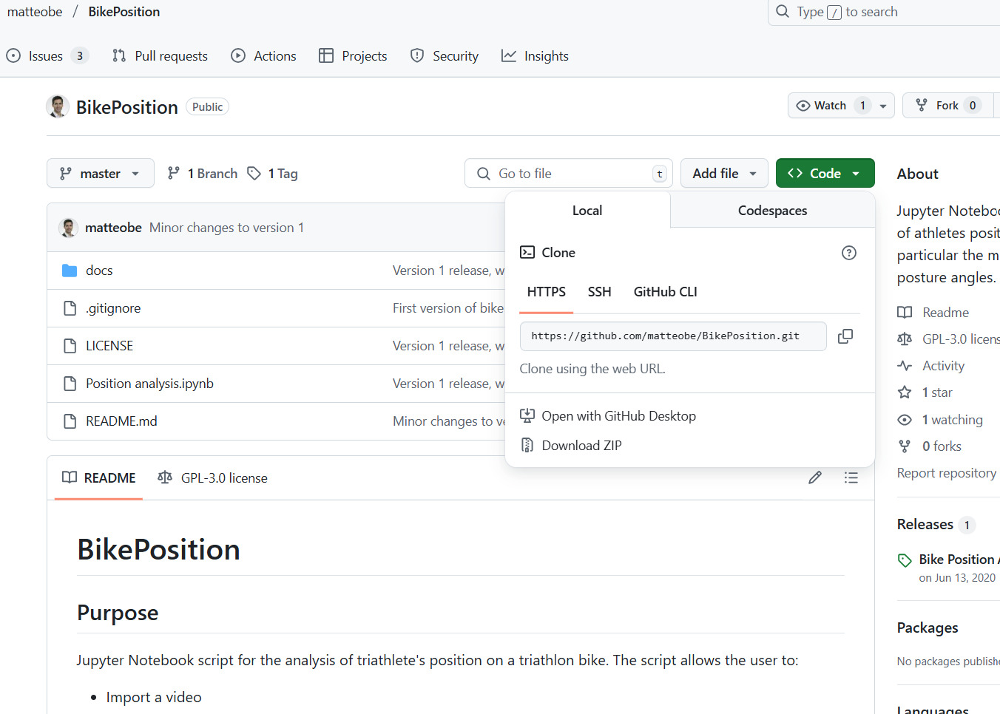 matteobe / BikePosition
Type / to search
Issues 3 Pull requests Actions Projects Security Insights
BikePosition Public
Watch 1 Fork 0
master 1 Branch 1 Tag
Go to file t
Add file
Code
Local Codespaces
Clone
HTTPS SSH GitHub CLI
https://github.com/matteobe/BikePosition.git
Clone using the web URL.
Open with GitHub Desktop
Download ZIP
matteobe Minor changes to version 1
docs Version 1 release, w
.gitignore First version of bike
LICENSE Version 1 release, w
Position analysis.ipynb Version 1 release, w
README.md Minor changes to ve
README GPL-3.0 license
BikePosition
Purpose
Jupyter Notebook script for the analysis of triathlete's position on a triathlon bike. The script allows the user to:
• Import a video
About
Jupyter Noteboo
of athletes posit
particular the m
posture angles.
Readme
GPL-3.0 licens
Activity
1 star
1 watching
0 forks
Report repository
Releases 1
Bike Position A
on Jun 13, 2020
Packages
No packages publishe
Languages